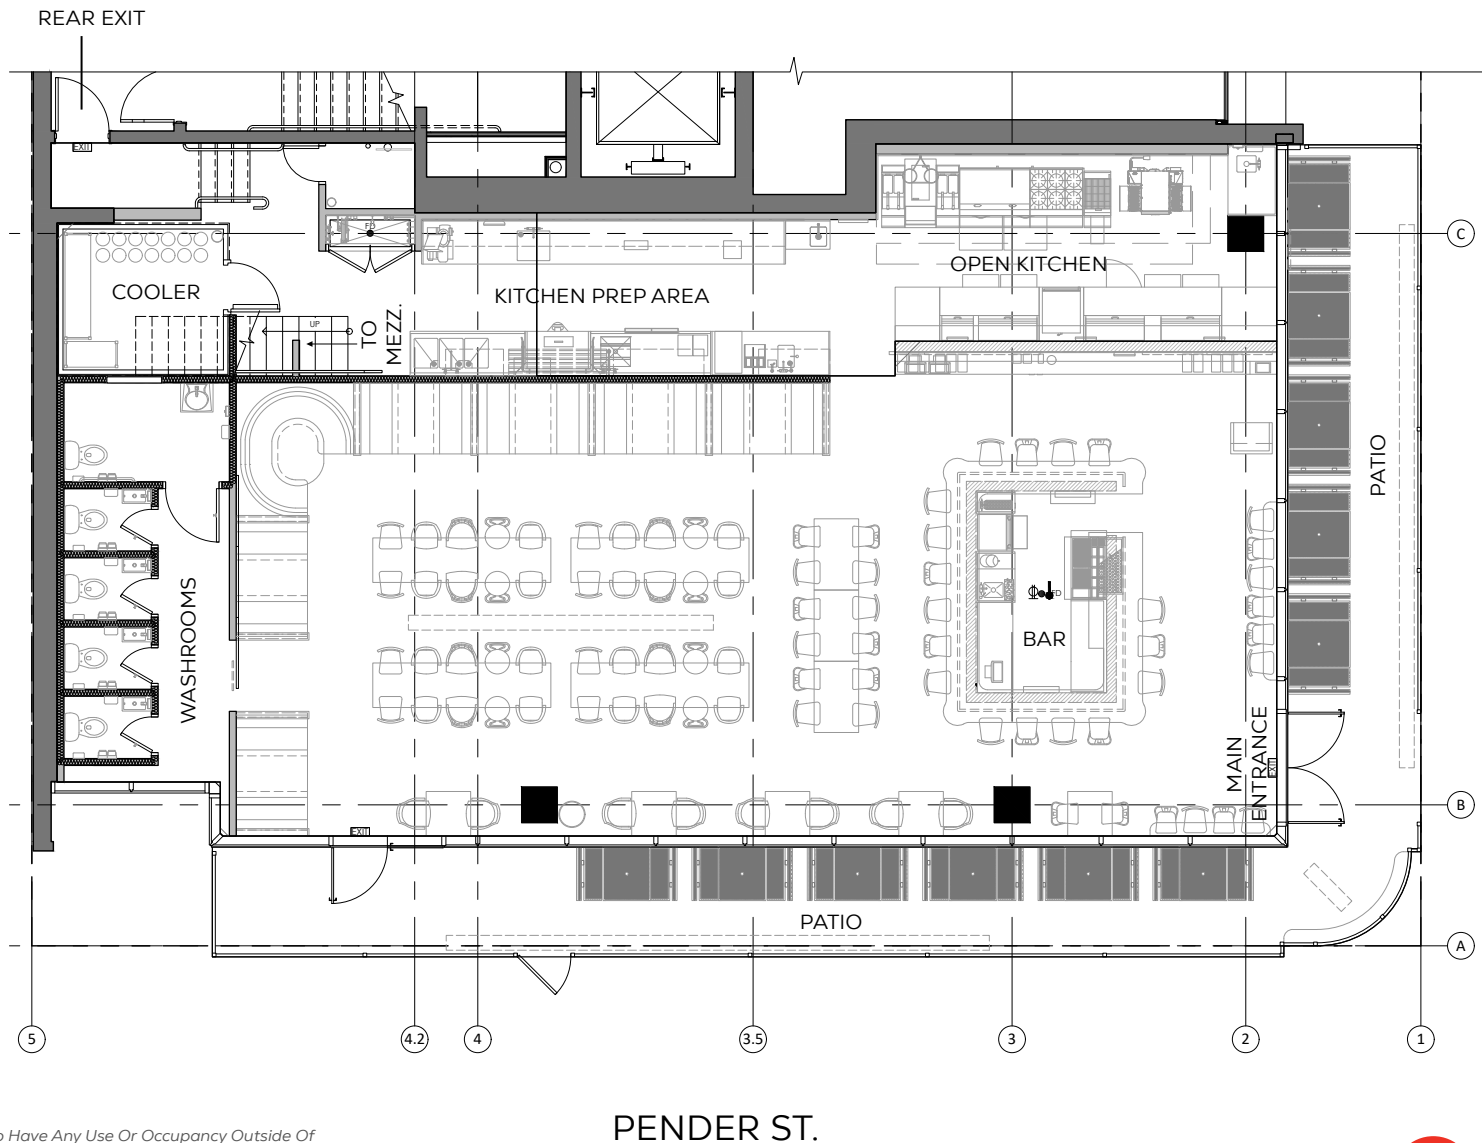 REAR EXIT
EXIT
FD
C
OPEN KITCHEN
COOLER
KITCHEN PREP AREA
UP
TO
MEZZ.
PATIO
WASHROOMS
FD
BAR
MAIN
ENTRANCE
EXIT
B
EXIT
PATIO
A
5
4.2
4
3.5
3
2
1
PENDER ST.
Have Any Use Or Occupancy Outside Of